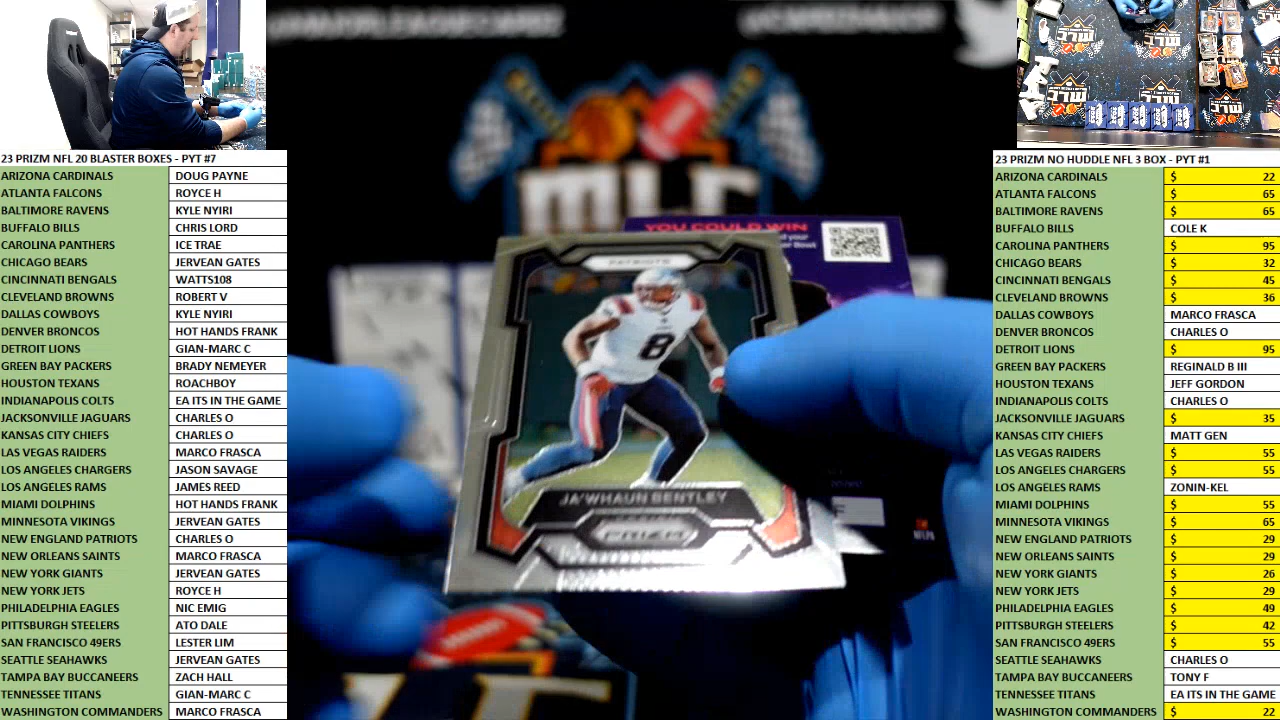 23 PRIZM NFL 20 BLASTER BOXES - PYT #7
ARIZONA CARDINALS DOUG PAYNE
ATLANTA FALCONS ROYCE H
BALTIMORE RAVENS KYLE NYIRI
BUFFALO BILLS CHRIS LORD
CAROLINA PANTHERS ICE TRAE
CHICAGO BEARS JERVEAN GATES
CINCINNATI BENGALS WATTS108
CLEVELAND BROWNS ROBERT V
DALLAS COWBOYS KYLE NYIRI
DENVER BRONCOS HOT HANDS FRANK
DETROIT LIONS GIAN-MARC C
GREEN BAY PACKERS BRADY NEMEYER
HOUSTON TEXANS ROACHBOY
INDIANAPOLIS COLTS EA ITS IN THE GAME
JACKSONVILLE JAGUARS CHARLES O
KANSAS CITY CHIEFS CHARLES O
LAS VEGAS RAIDERS MARCO FRASCA
LOS ANGELES CHARGERS JASON SAVAGE
LOS ANGELES RAMS JAMES REED
MIAMI DOLPHINS HOT HANDS FRANK
MINNESOTA VIKINGS JERVEAN GATES
NEW ENGLAND PATRIOTS CHARLES O
NEW ORLEANS SAINTS MARCO FRASCA
NEW YORK GIANTS JERVEAN GATES
NEW YORK JETS ROYCE H
PHILADELPHIA EAGLES NIC EMIG
PITTSBURGH STEELERS ATO DALE
SAN FRANCISCO 49ERS LESTER LIM
SEATTLE SEAHAWKS JERVEAN GATES
TAMPA BAY BUCCANEERS ZACH HALL
TENNESSEE TITANS GIAN-MARC C
WASHINGTON COMMANDERS MARCO FRASCA
YOU COULD WIN
PATRIOTS
8
JA'WHAUN BENTLEY
PRIZM
23 PRIZM NO HUDDLE NFL 3 BOX - PYT #1
ARIZONA CARDINALS $ 22
ATLANTA FALCONS $ 65
BALTIMORE RAVENS $ 65
BUFFALO BILLS COLE K
CAROLINA PANTHERS $ 95
CHICAGO BEARS $ 32
CINCINNATI BENGALS $ 45
CLEVELAND BROWNS $ 36
DALLAS COWBOYS MARCO FRASCA
DENVER BRONCOS CHARLES O
DETROIT LIONS $ 95
GREEN BAY PACKERS REGINALD B III
HOUSTON TEXANS JEFF GORDON
INDIANAPOLIS COLTS CHARLES O
JACKSONVILLE JAGUARS $ 35
KANSAS CITY CHIEFS MATT GEN
LAS VEGAS RAIDERS $ 55
LOS ANGELES CHARGERS $ 55
LOS ANGELES RAMS ZONIN-KEL
MIAMI DOLPHINS $ 55
MINNESOTA VIKINGS $ 65
NEW ENGLAND PATRIOTS $ 29
NEW ORLEANS SAINTS $ 29
NEW YORK GIANTS $ 26
NEW YORK JETS $ 29
PHILADELPHIA EAGLES $ 49
PITTSBURGH STEELERS $ 42
SAN FRANCISCO 49ERS $ 55
SEATTLE SEAHAWKS CHARLES O
TAMPA BAY BUCCANEERS TONY F
TENNESSEE TITANS EA ITS IN THE GAME
WASHINGTON COMMANDERS $ 22